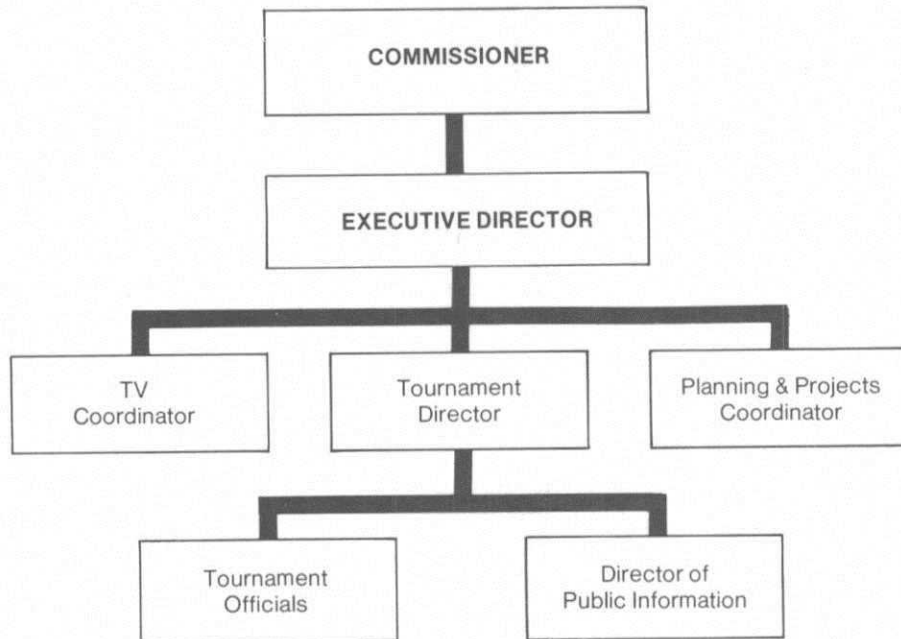 COMMISSIONER
EXECUTIVE DIRECTOR
TV
Coordinator
Tournament
Director
Planning & Projects
Coordinator
Tournament
Officials
Director of
Public Information